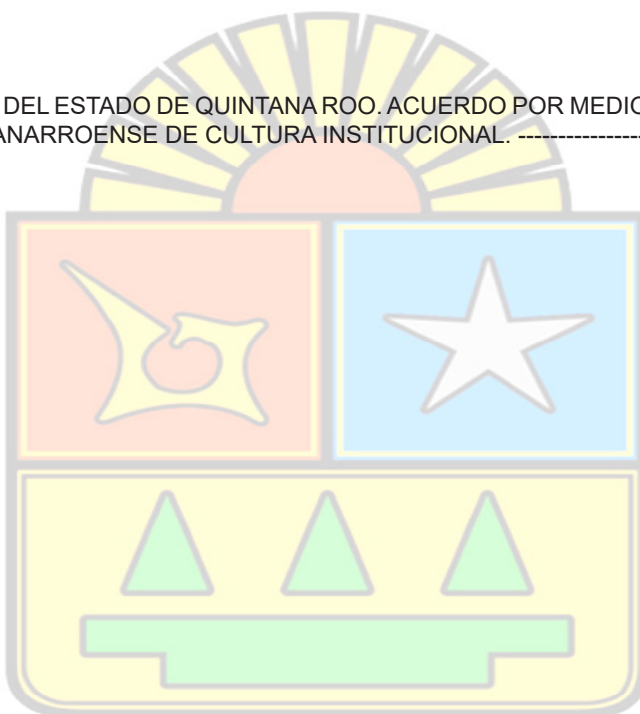 DEL ESTADO DE QUINTANA ROO. ACUERDO POR MEDIO
ANARROENSE DE CULTURA INSTITUCIONAL. ----------------